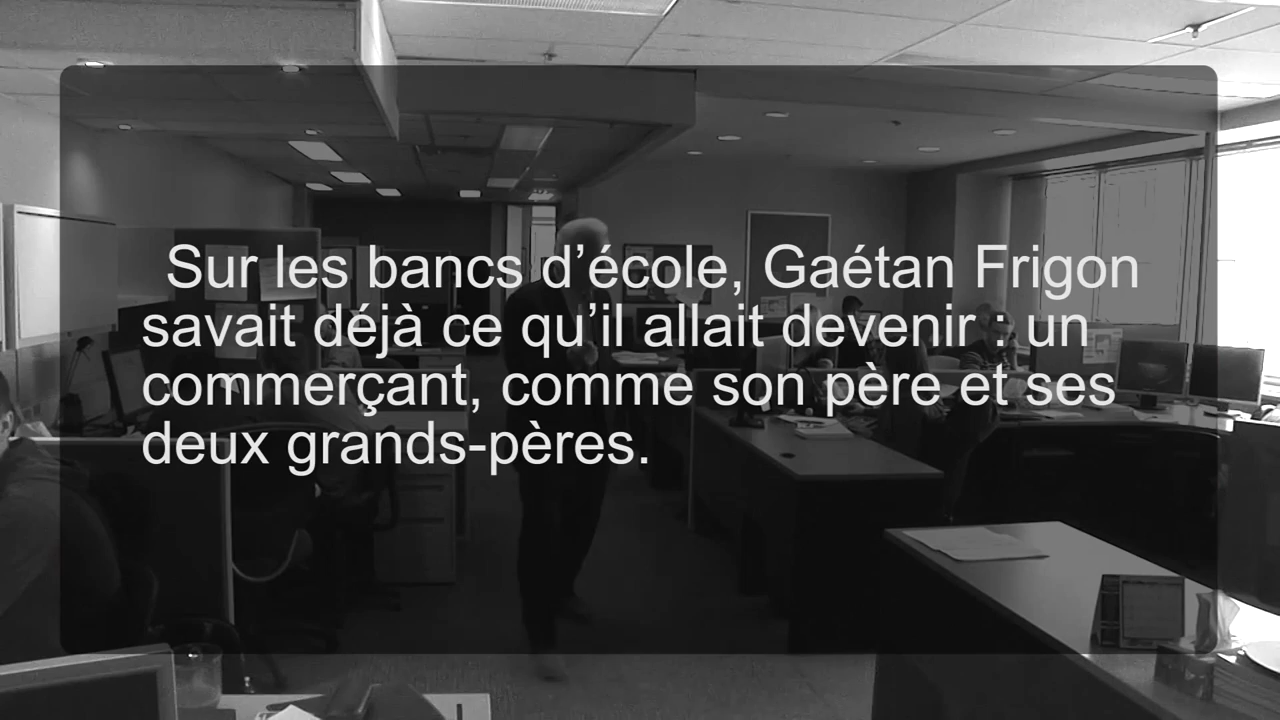 Sur les bancs d’école, Gaétan Frigon
savait déjà ce qu’il allait devenir : un
commerçant, comme son père et ses
deux grands-pères.